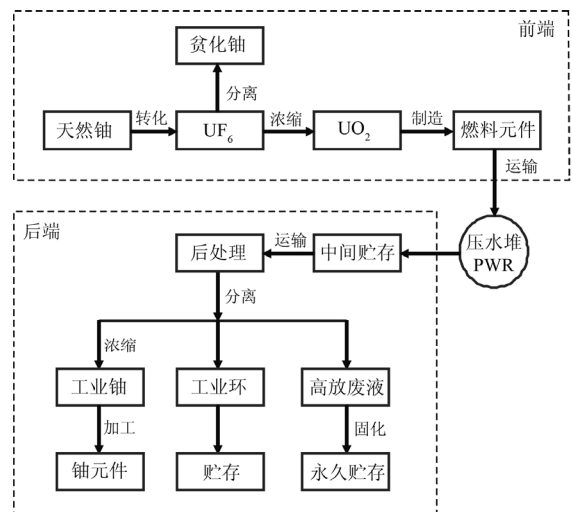 前端
贫化铀
分离
天然铀
转化
UF6
浓缩
UO2
制造
燃料元件
运输
后端
后处理
运输
中间贮存
压水堆
PWR
分离
浓缩
工业铀
工业环
高放废液
加工
固化
铀元件
贮存
永久贮存